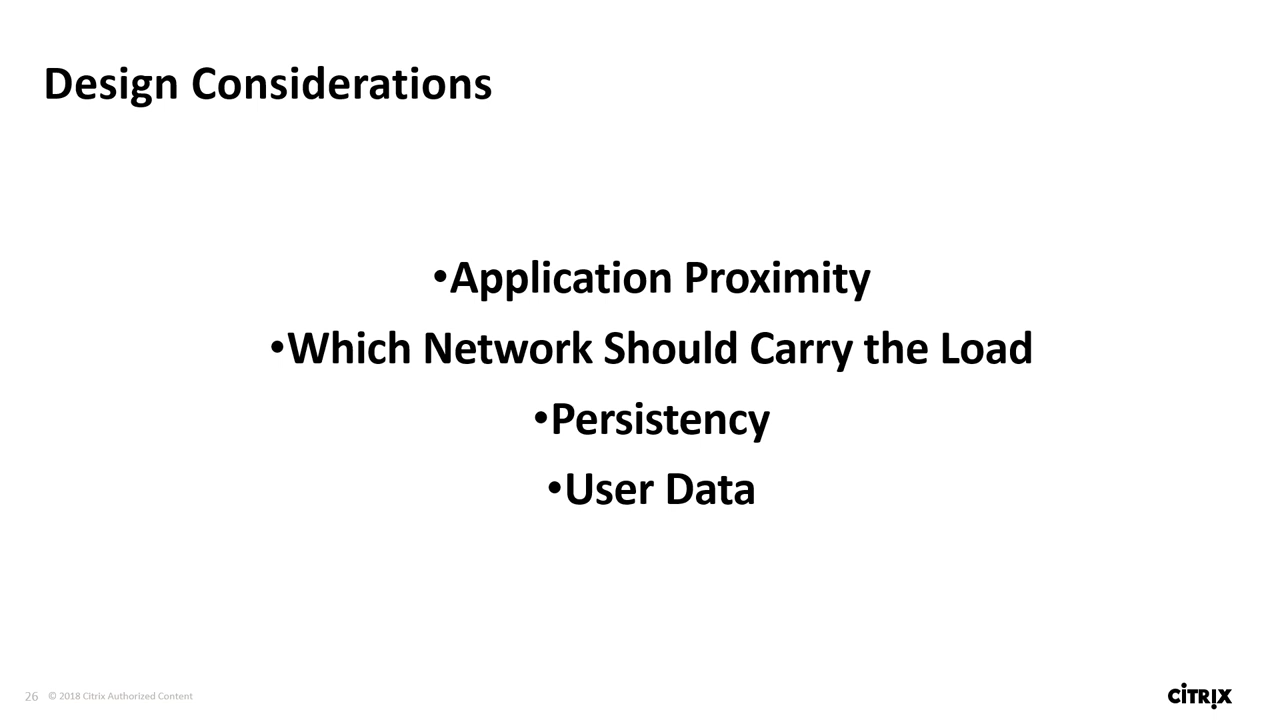 Design Considerations
•Application Proximity
•Which Network Should Carry the Load
•Persistency
•User Data
26 © 2018 Citrix Authorized Content
CiTRiX